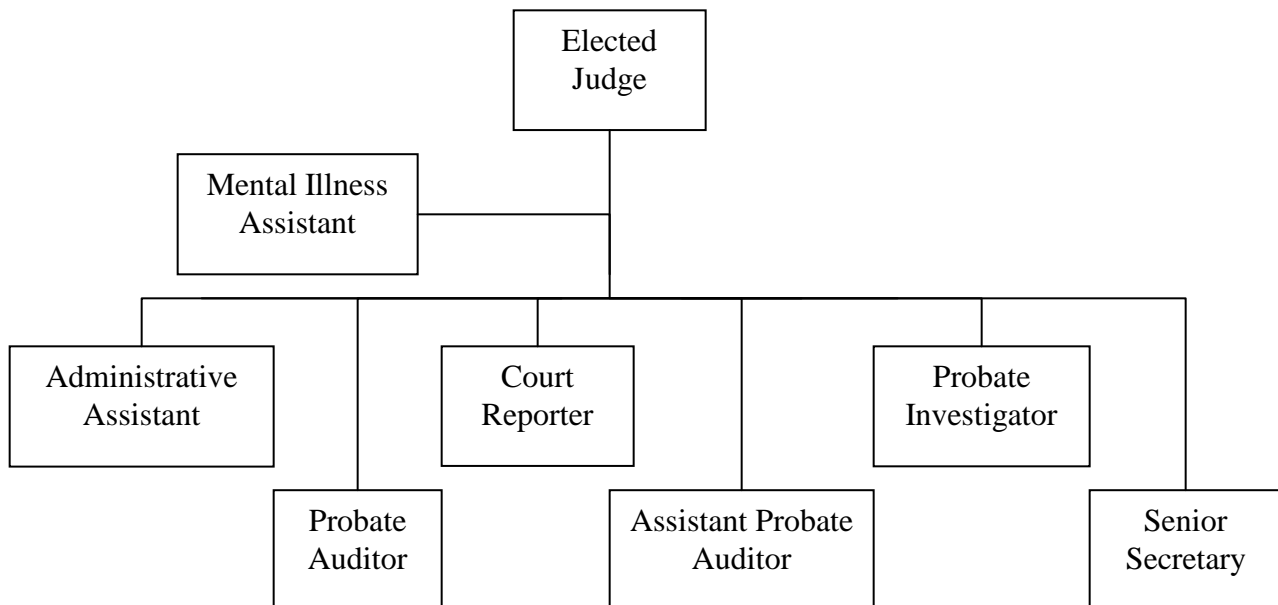 Elected
Judge
Mental Illness
Assistant
Administrative
Assistant
Court
Reporter
Probate
Investigator
Probate
Auditor
Assistant Probate
Auditor
Senior
Secretary